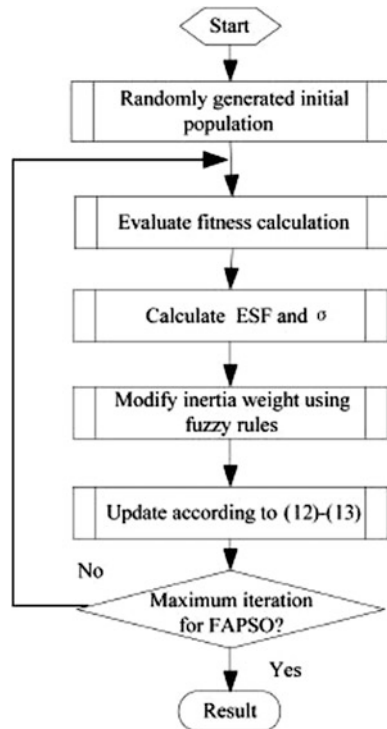 Start
Randomly generated initial
population
Evaluate fitness calculation
Calculate ESF and σ
Modify inertia weight using
fuzzy rules
Update according to (12)-(13)
No
Maximum iteration
for FAPSO?
Yes
Result